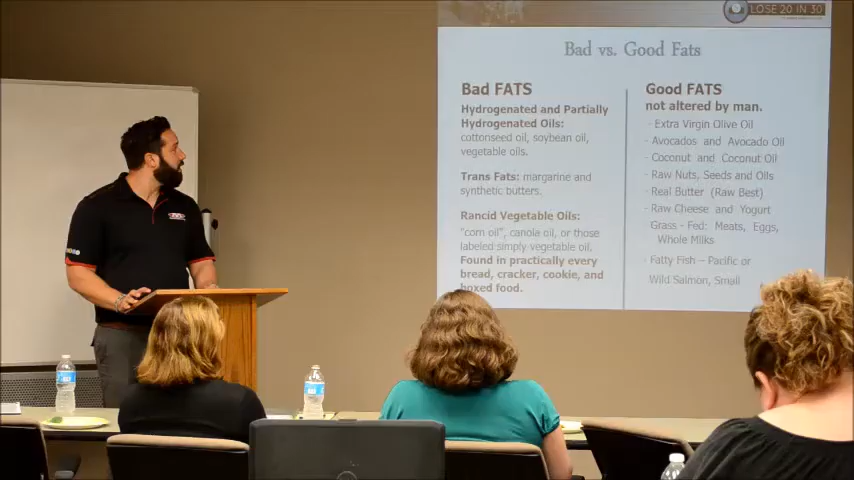 LOSE 20 IN 30
Bad vs. Good Fats
Bad FATS
Hydrogenated and Partially
Hydrogenated Oils:
cottonseed oil, soybean oil,
vegetable oils.
Trans Fats: margarine and
synthetic butters.
Rancid Vegetable Oils:
"corn oil", canola oil, or those
labeled simply vegetable oil,
Found in practically every
bread, cracker, cookie, and
boxed food.
Good FATS
not altered by man.
- Extra Virgin Olive Oil
- Avocados and Avocado Oil
- Coconut and Coconut Oil
- Raw Nuts, Seeds and Oils
- Real Butter (Raw Best)
- Raw Cheese and Yogurt
Grass - Fed: Meats, Eggs,
Whole Milks
- Fatty Fish – Pacific or
Wild Salmon, Small